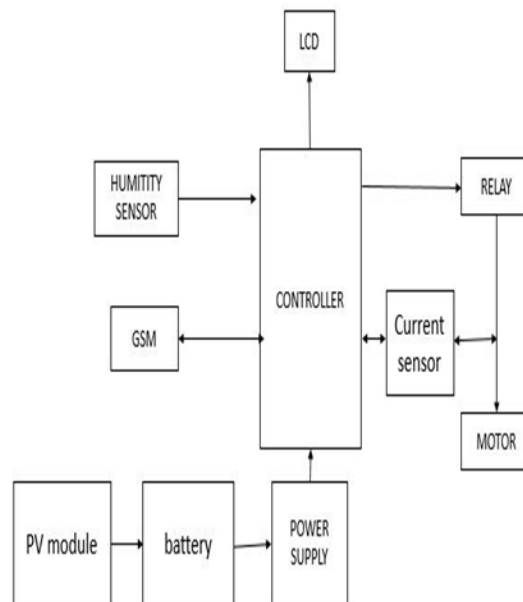 LCD
HUMITITY
SENSOR
RELAY
CONTROLLER
GSM
Current
sensor
MOTOR
PV module
battery
POWER
SUPPLY